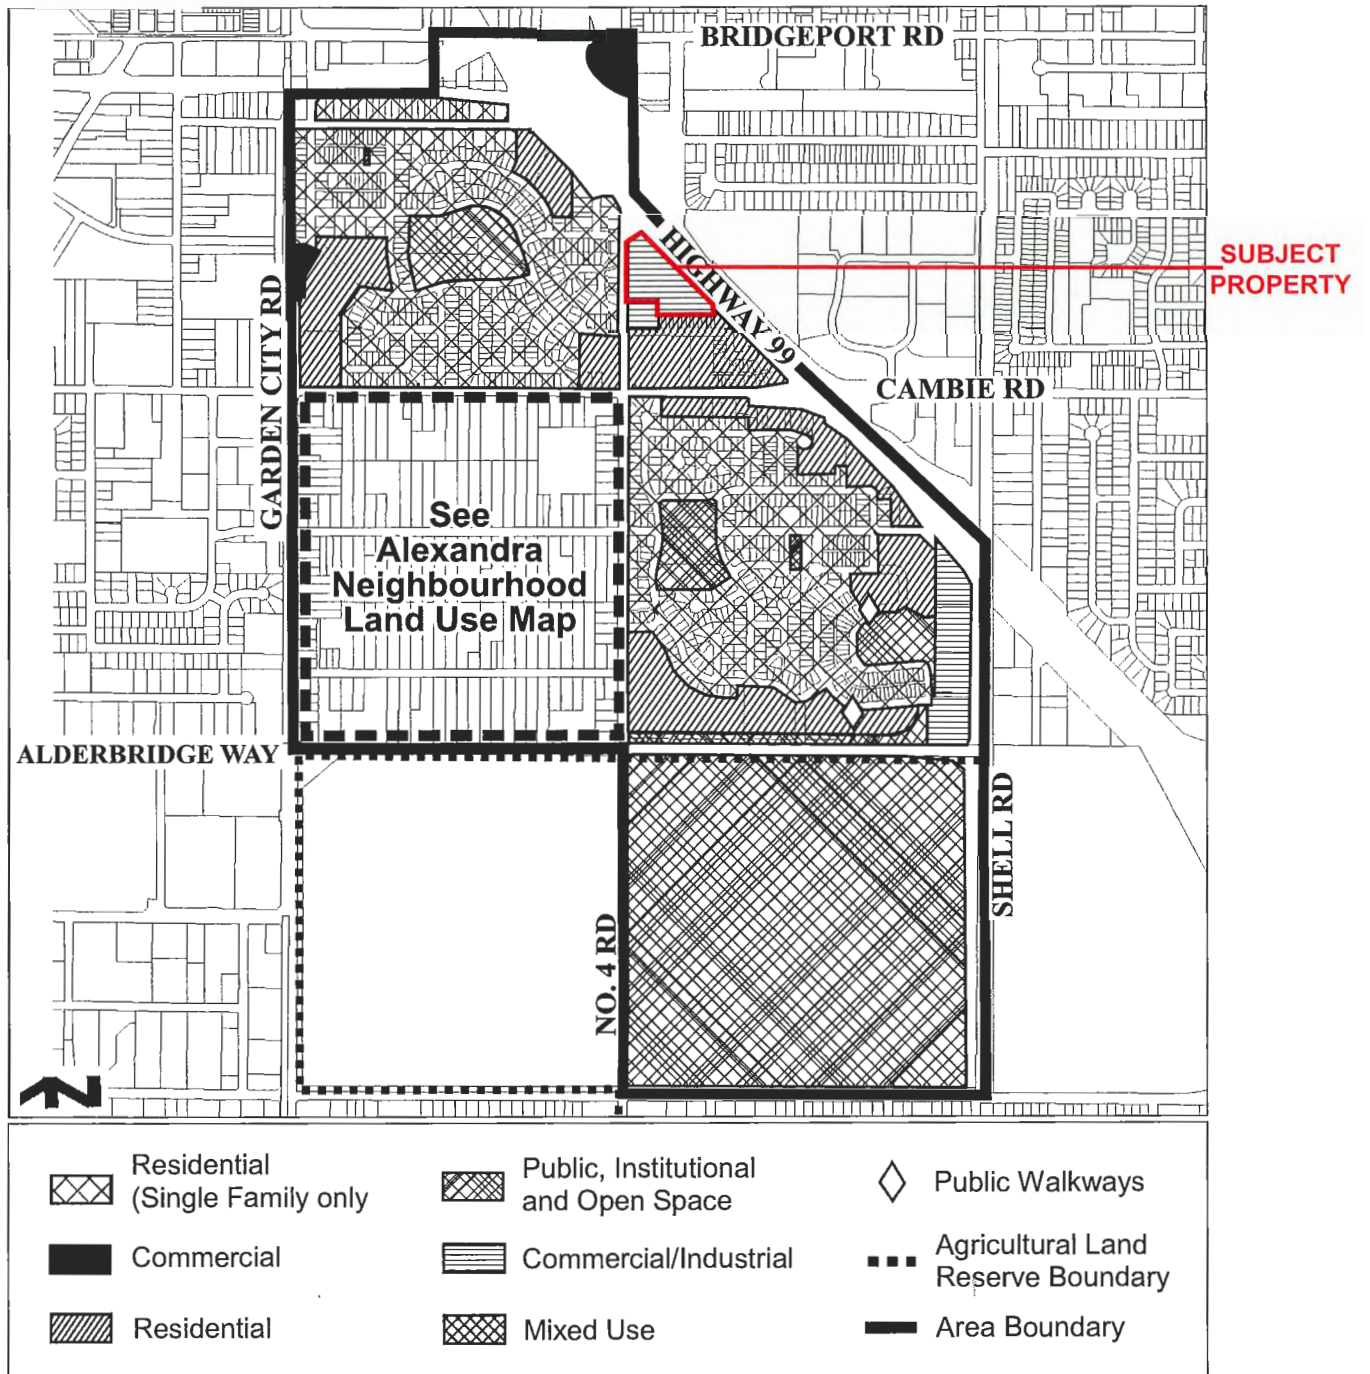 BRIDGEPORT RD
SUBJECT
PROPERTY
HIGHWAY 99
GARDEN CITY RD
CAMBIE RD
See
Alexandra
Neighbourhood
Land Use Map
ALDERBRIDGE WAY
SHELL RD
NO. 4 RD
Residential
(Single Family only
Public, Institutional
and Open Space
Public Walkways
Commercial
Commercial/Industrial
Agricultural Land
Reserve Boundary
Residential
Mixed Use
Area Boundary